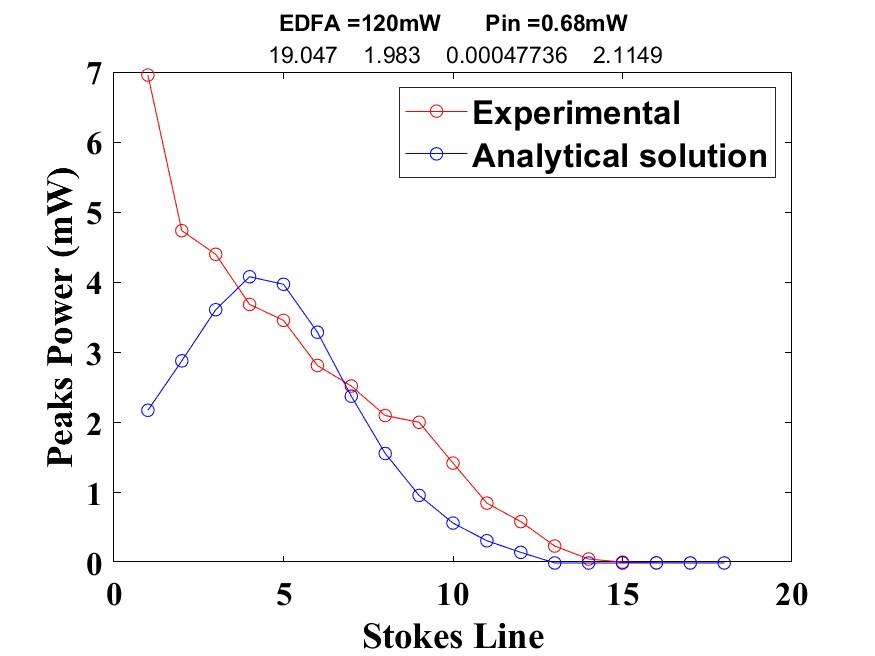 EDFA =120mW Pin =0.68mW
19.047 1.983 0.00047736 2.1149
7
Experimental
6
Analytical solution
5
4
3
2
1
0
Peaks Power (mW)
0 5 10 15 20
Stokes Line